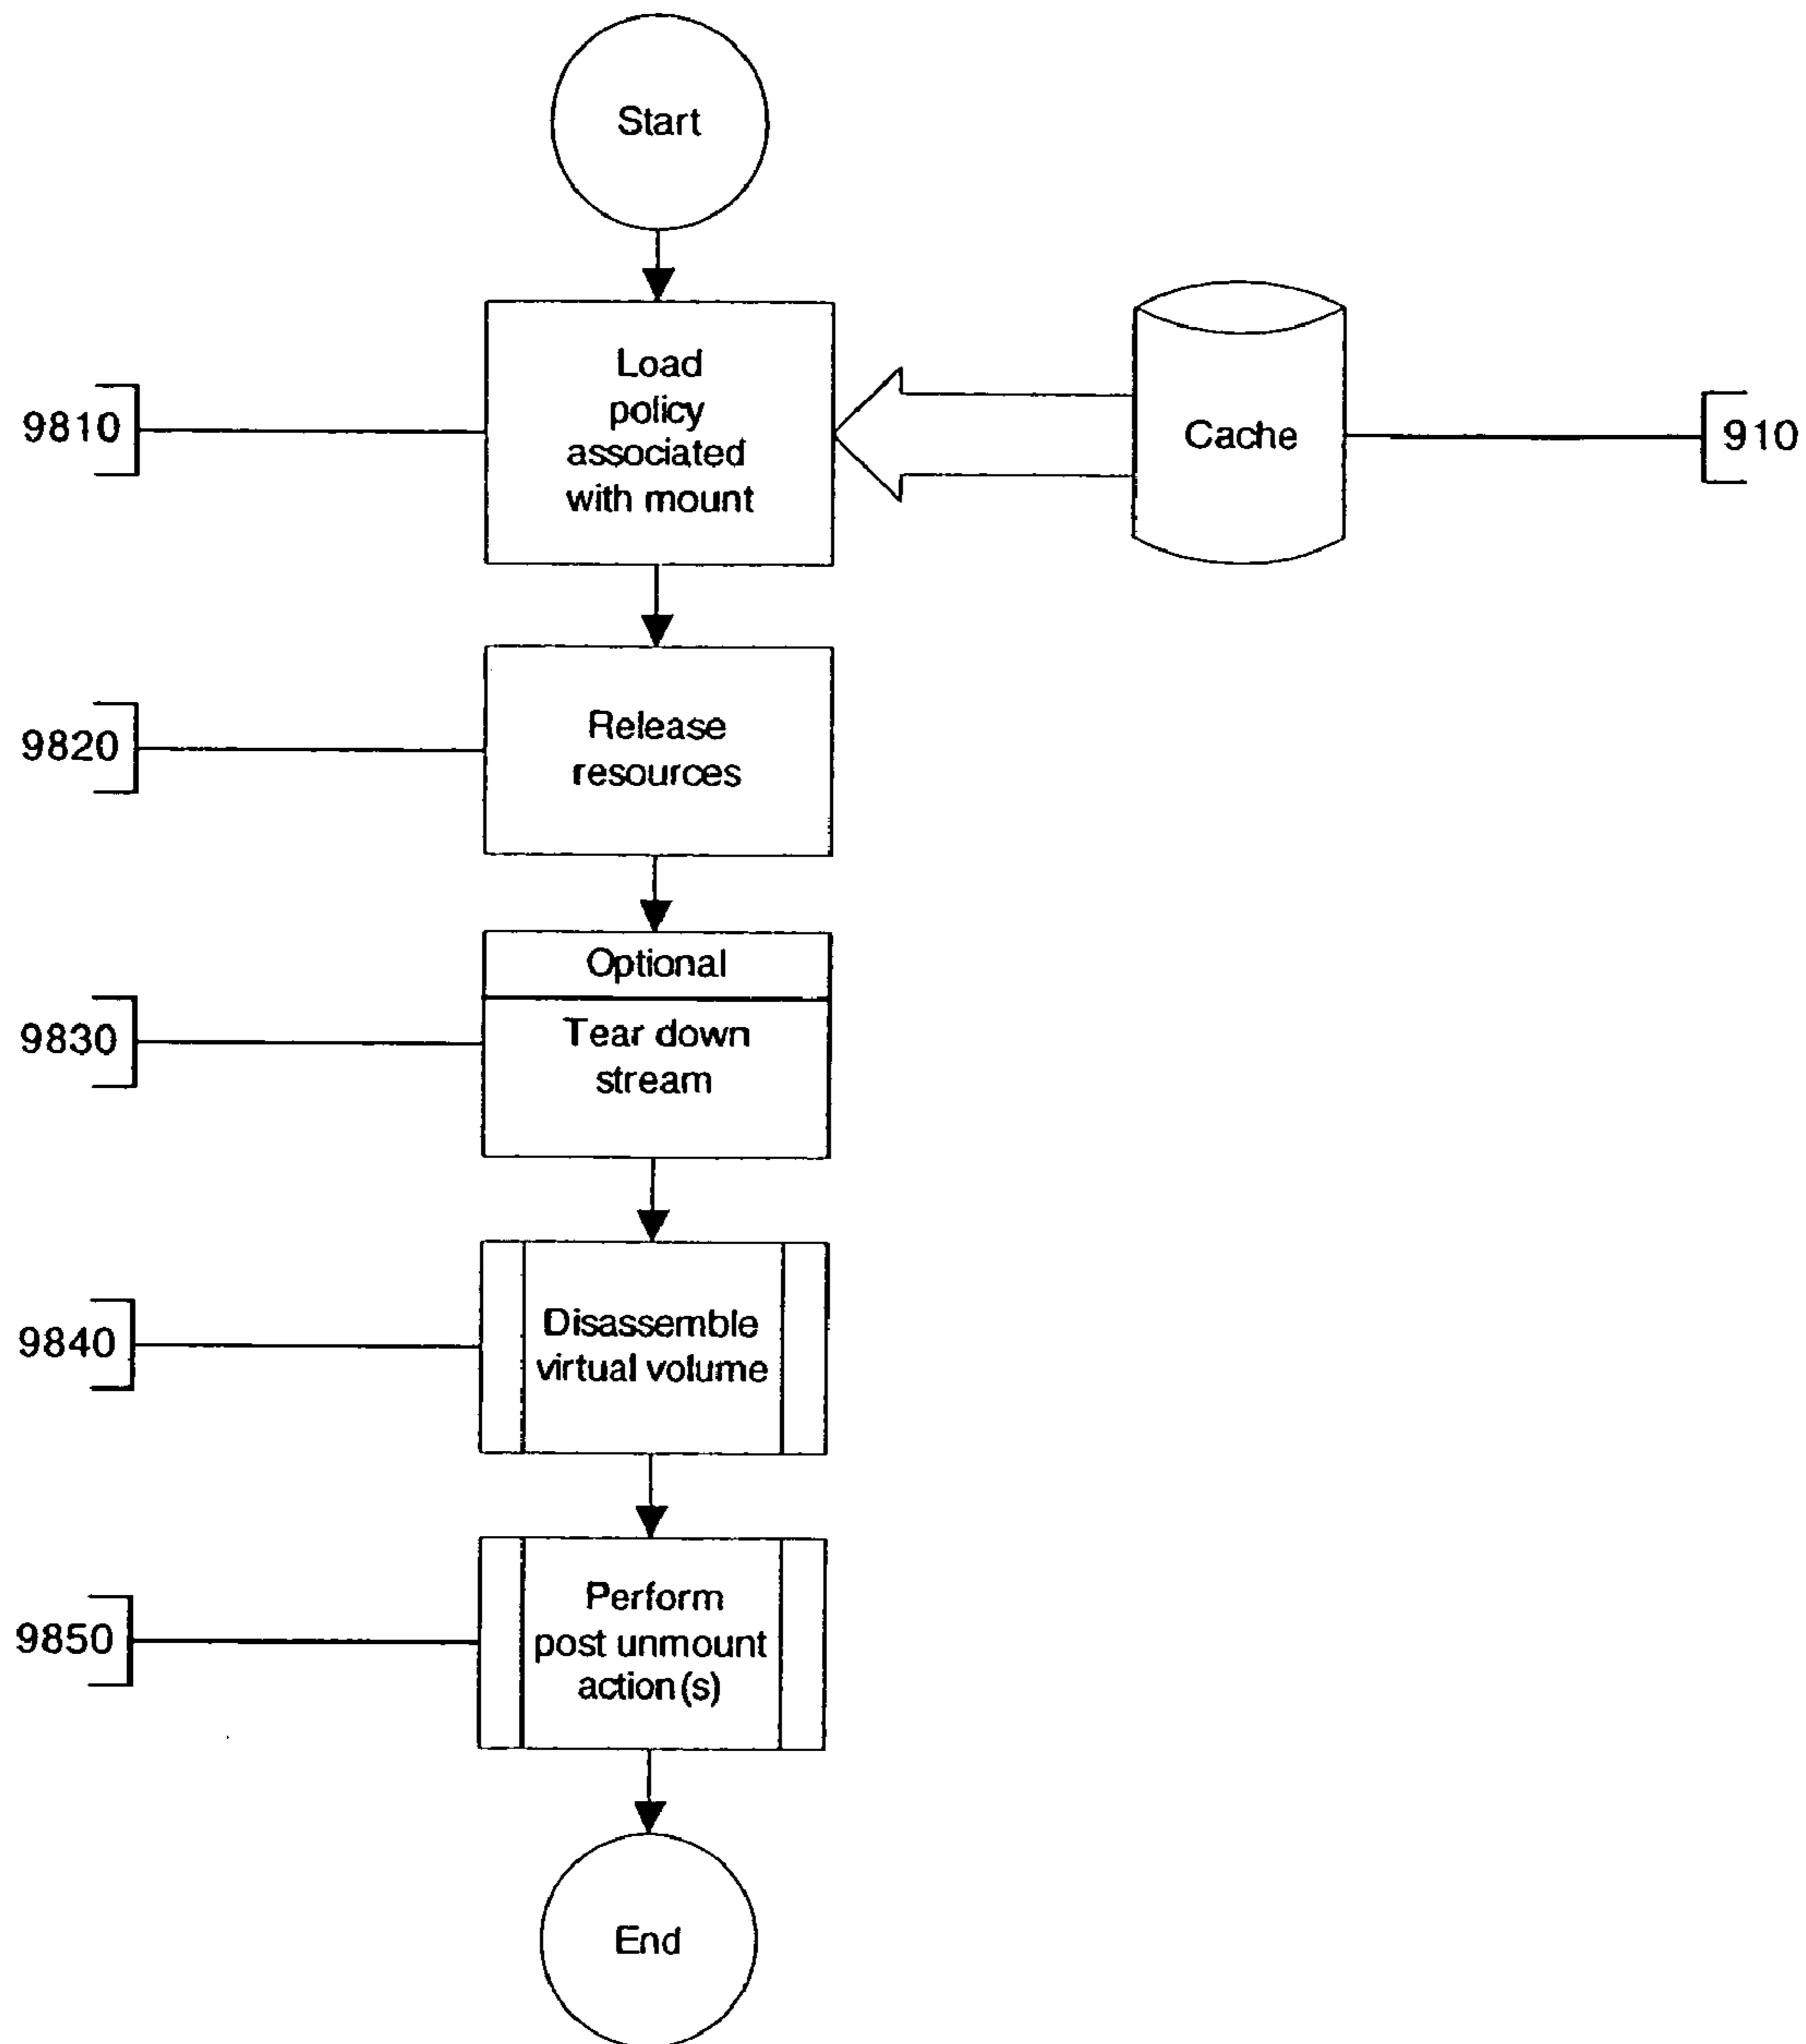 Start
Load
policy
associated
with mount
9810
Cache
910
Release
resources
9820
Optional
Tear down
stream
9830
Disassemble
virtual volume
9840
Perform
post unmount
action(s)
9850
End